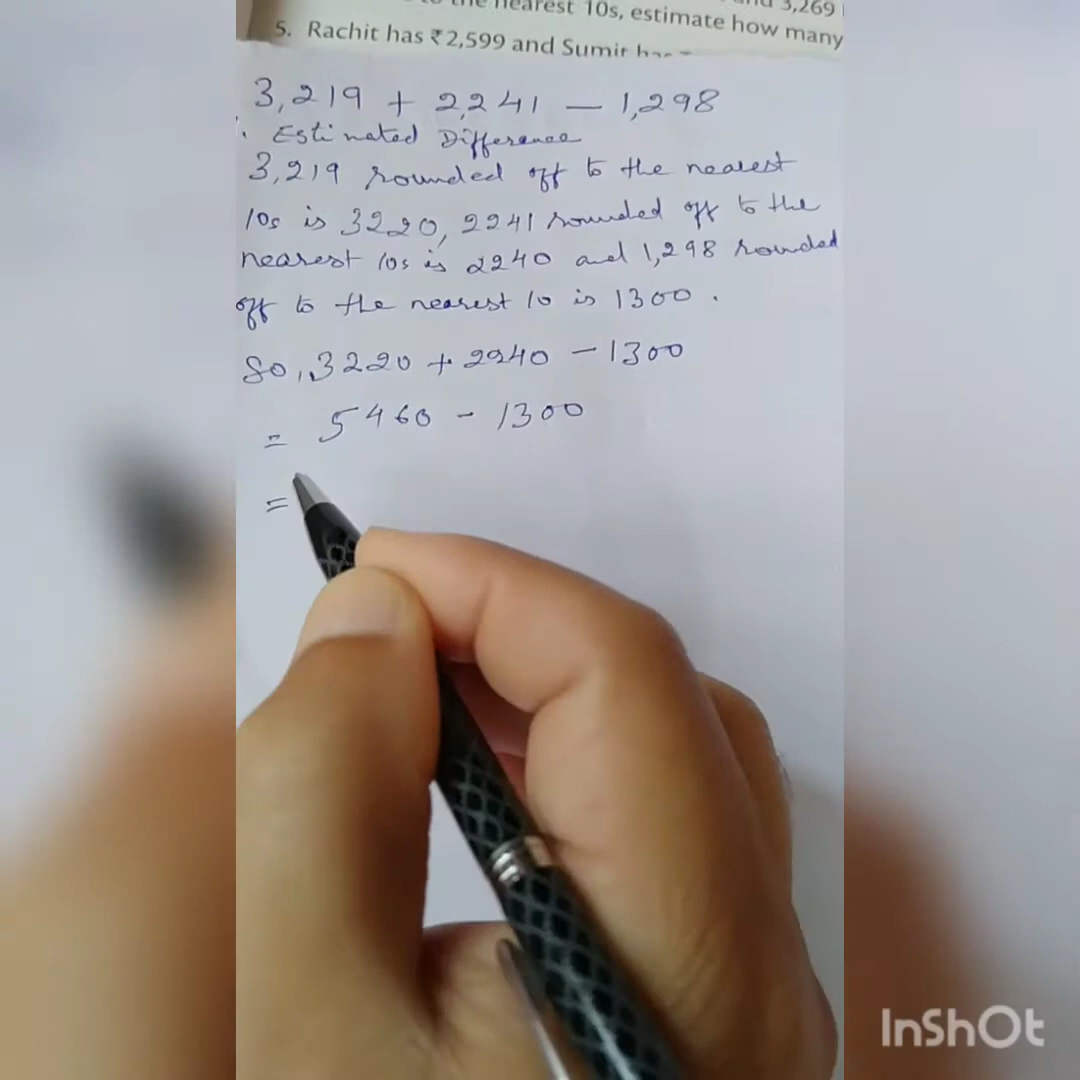 the nearest 10s, estimate how many
3,269
5. Rachit has ₹2,599 and Sumit has
3,219 + 2,241 - 1,298
Estimated Difference
3,219 rounded off to the nearest
10s is 3220, 2241 rounded off to the
nearest 10s is 2240 and 1,298 rounded
off to the nearest 10 is 1300.
So, 3220 + 2240 - 1300
= 5460 - 1300
=
InShOt